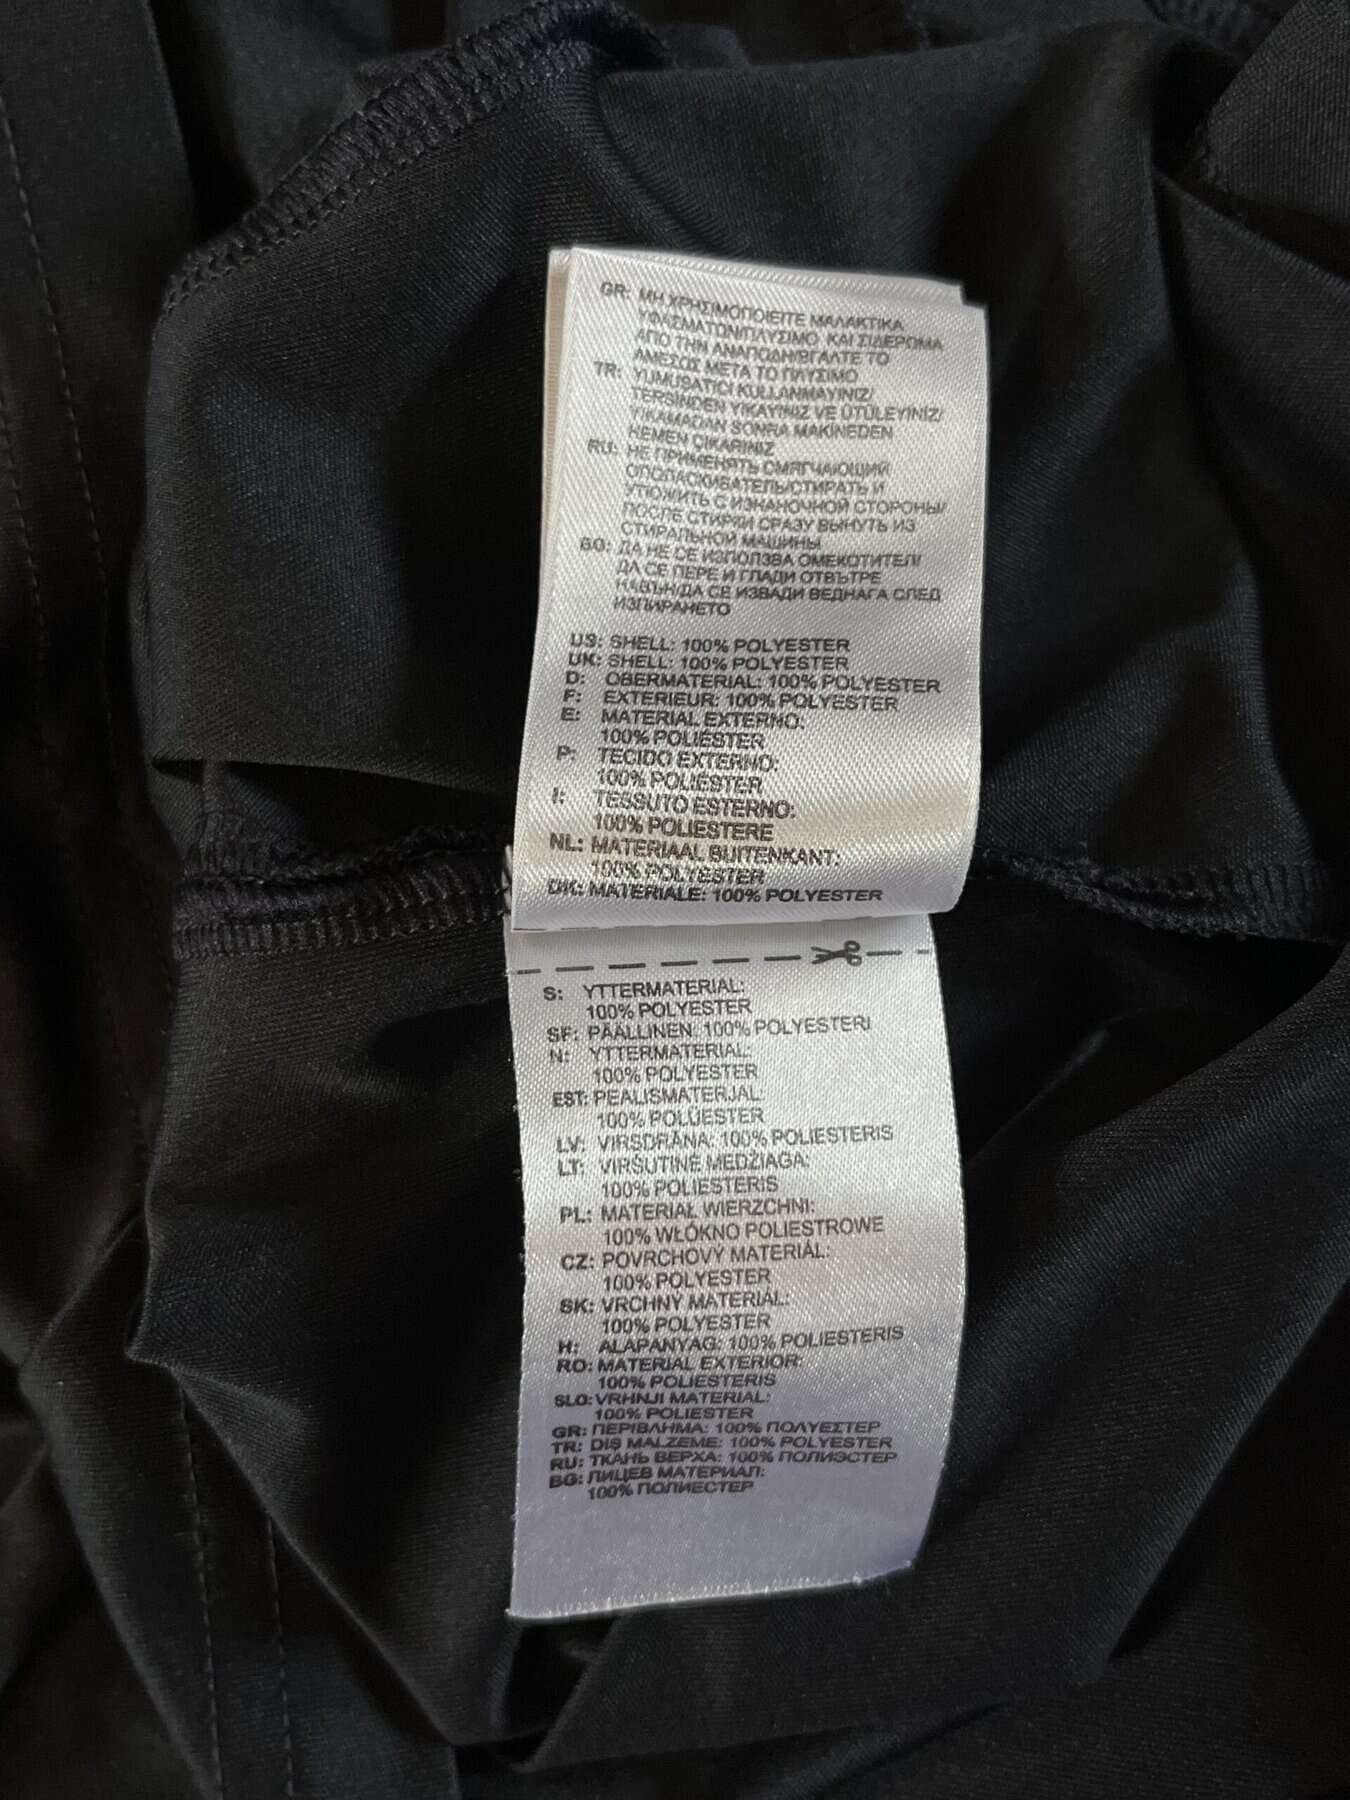 GR: ΜΗ ΧΡΗΣΙΜΟΠΟΙΕΙΤΕ ΜΑΛΑΚΤΙΚΑ
ΥΦΑΣΜΑΤΩΝ/ΠΛΥΣΙΜΟ ΚΑΙ ΣΙΔΕΡΩΜΑ
ΑΠΟ ΤΗΝ ΑΝΑΠΟΔΗ/ΒΓΑΛΤΕ ΤΟ
ΑΜΕΣΩΣ ΜΕΤΑ ΤΟ ΠΛΥΣΙΜΟ
TR: YUMUŞATICI KULLANMAYINIZ/
TERSİNDEN YIKAYINIZ VE ÜTÜLEYİNİZ/
YIKAMADAN SONRA MAKİNEDEN
HEMEN ÇIKARINIZ
RU: НЕ ПРИМЕНЯТЬ СМЯГЧАЮЩИЙ
ОПОЛАСКИВАТЕЛЬ/СТИРАТЬ И
УТЮЖИТЬ С ИЗНАНОЧНОЙ СТОРОНЫ/
ПОСЛЕ СТИРКИ СРАЗУ ВЫНУТЬ ИЗ
СТИРАЛЬНОЙ МАШИНЫ
BG: ДА НЕ СЕ ИЗПОЛЗВА ОМЕКОТИТЕЛ/
ДА СЕ ПЕРЕ И ГЛАДИ ОТВЪТРЕ
НАВЪН/ДА СЕ ИЗВАДИ ВЕДНАГА СЛЕД
ИЗПИРАНЕТО
US: SHELL: 100% POLYESTER
UK: SHELL: 100% POLYESTER
D: OBERMATERIAL: 100% POLYESTER
F: EXTERIEUR: 100% POLYESTER
E: MATERIAL EXTERNO:
100% POLIÉSTER
P: TECIDO EXTERNO:
100% POLIÉSTER
I: TESSUTO ESTERNO:
100% POLIESTERE
NL: MATERIAAL BUITENKANT:
100% POLYESTER
DK: MATERIALE: 100% POLYESTER
S: YTTERMATERIAL:
100% POLYESTER
SF: PÄÄLLINEN: 100% POLYESTERI
N: YTTERMATERIAL:
100% POLYESTER
EST: PEALISMATERJAL:
100% POLÜESTER
LV: VIRSDRĀNA: 100% POLIESTERIS
LT: VIRŠUTINĖ MEDŽIAGA:
100% POLIESTERIS
PL: MATERIAŁ WIERZCHNI:
100% WŁÓKNO POLIESTROWE
CZ: POVRCHOVÝ MATERIÁL:
100% POLYESTER
SK: VRCHNÝ MATERIÁL:
100% POLYESTER
H: ALAPANYAG: 100% POLIESTERIS
RO: MATERIAL EXTERIOR:
100% POLIESTERIS
SLO: VRHNJI MATERIAL:
100% POLIESTER
GR: ΠΕΡΙΒΛΗΜΑ: 100% ΠΟΛΥΕΣΤΕΡ
TR: DIŞ MALZEME: 100% POLYESTER
RU: ТКАНЬ ВЕРХА: 100% ПОЛИЭСТЕР
BG: ЛИЦЕВ МАТЕРИАЛ:
100% ПОЛИЕСТЕР